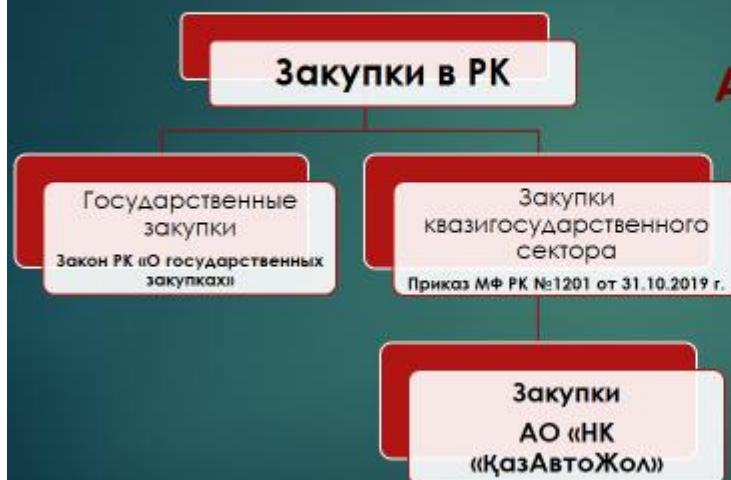 Закупки в РК
А
Государственные
закупки
Закон РК «О государственных
закупках»
Закупки
квазигосударственного
сектора
Приказ МФ РК №1201 от 31.10.2019 г.
Закупки
АО «НК
«ҚазАвтоЖол»